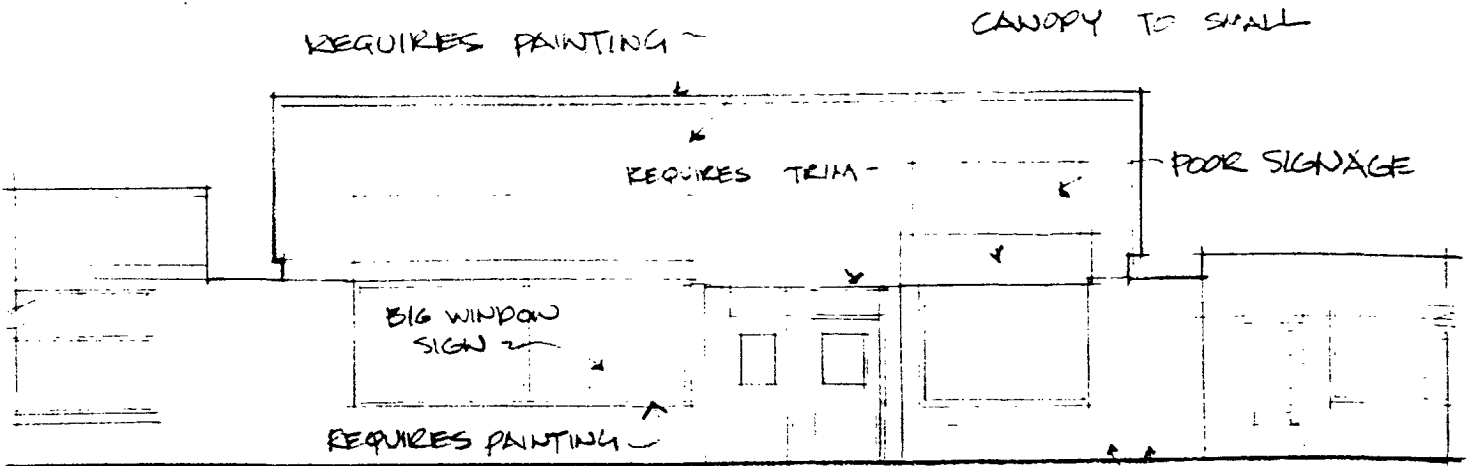 CANOPY TO SMALL
REQUIRES PAINTING
REQUIRES TRIM
POOR SIGNAGE
BIG WINDOW
SIGN
REQUIRES PAINTING